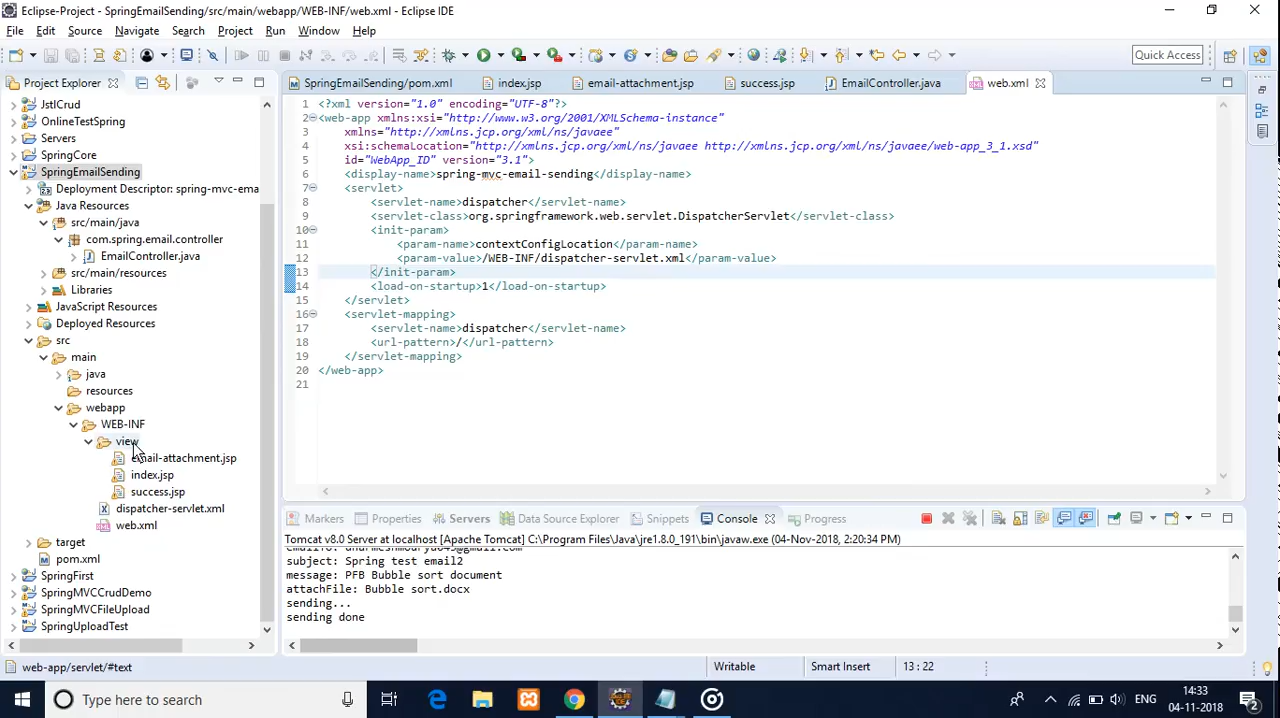 Eclipse-Project - SpringEmailSending/src/main/webapp/WEB-INF/web.xml - Eclipse IDE
File Edit Source Navigate Search Project Run Window Help
Quick Access
Project Explorer
JstlCrud
OnlineTestSpring
Servers
SpringCore
SpringEmailSending
Deployment Descriptor: spring-mvc-ema
Java Resources
src/main/java
com.spring.email.controller
EmailController.java
src/main/resources
Libraries
JavaScript Resources
Deployed Resources
src
main
java
resources
webapp
WEB-INF
view
email-attachment.jsp
index.jsp
success.jsp
dispatcher-servlet.xml
web.xml
target
pom.xml
SpringFirst
SpringMVCCrudDemo
SpringMVCFileUpload
SpringUploadTest
SpringEmailSending/pom.xml index.jsp email-attachment.jsp success.jsp EmailController.java web.xml
1 <?xml version="1.0" encoding="UTF-8"?>
2 <web-app xmlns:xsi="http://www.w3.org/2001/XMLSchema-instance"
3 xmlns="http://xmlns.jcp.org/xml/ns/javaee"
4 xsi:schemaLocation="http://xmlns.jcp.org/xml/ns/javaee http://xmlns.jcp.org/xml/ns/javaee/web-app_3_1.xsd"
5 id="WebApp_ID" version="3.1">
6 <display-name>spring-mvc-email-sending</display-name>
7 <servlet>
8 <servlet-name>dispatcher</servlet-name>
9 <servlet-class>org.springframework.web.servlet.DispatcherServlet</servlet-class>
10 <init-param>
11 <param-name>contextConfigLocation</param-name>
12 <param-value>/WEB-INF/dispatcher-servlet.xml</param-value>
13 </init-param>
14 <load-on-startup>1</load-on-startup>
15 </servlet>
16 <servlet-mapping>
17 <servlet-name>dispatcher</servlet-name>
18 <url-pattern>/</url-pattern>
19 </servlet-mapping>
20 </web-app>
21
Markers Properties Servers Data Source Explorer Snippets Console Progress
Tomcat v8.0 Server at localhost [Apache Tomcat] C:\Program Files\Java\jre1.8.0_191\bin\javaw.exe (04-Nov-2018, 2:20:34 PM)
subject: Spring test email2
message: PFB Bubble sort document
attachFile: Bubble sort.docx
sending...
sending done
web-app/servlet/#text Writable Smart Insert 13 : 22
Type here to search ENG 14:33
04-11-2018 2